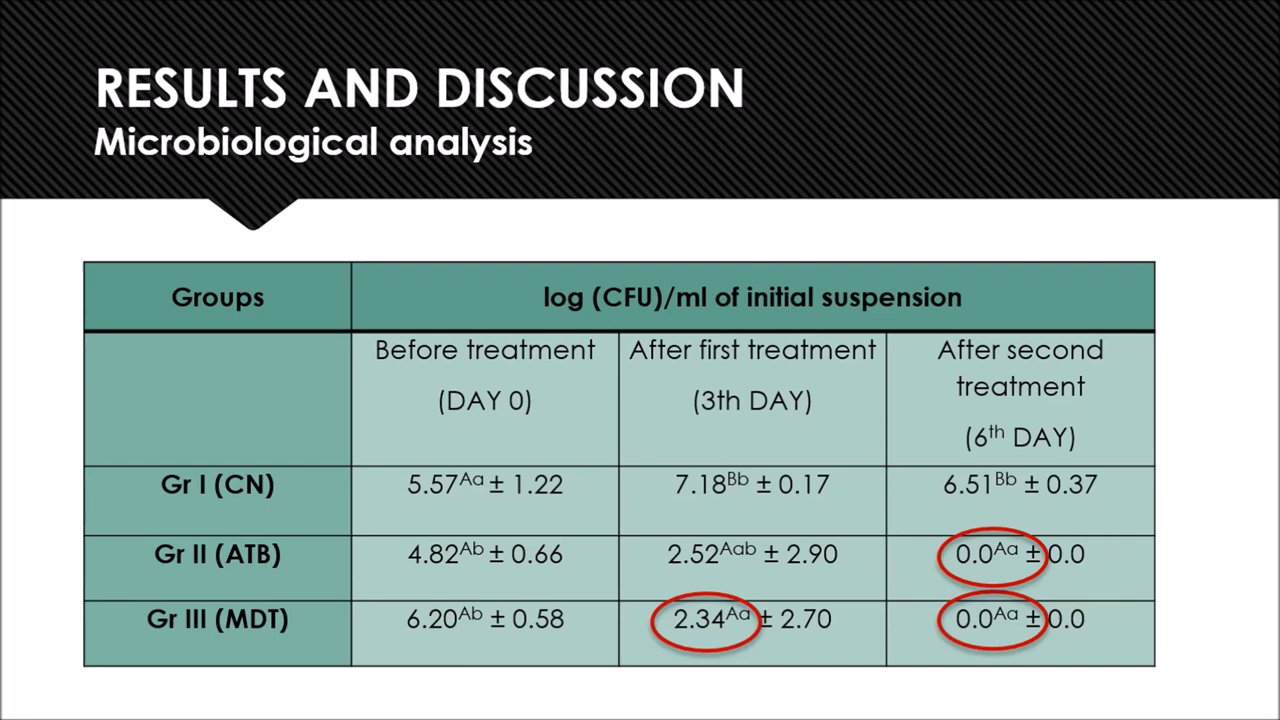 RESULTS AND DISCUSSION
Microbiological analysis
Groups
log (CFU)/ml of initial suspension
Before treatment
(DAY 0)
After first treatment
(3th DAY)
After second
treatment
(6th DAY)
Gr I (CN)
5.57Aa ± 1.22
7.18Bb ± 0.17
6.51Bb ± 0.37
Gr II (ATB)
4.82Ab ± 0.66
2.52Aab ± 2.90
0.0Aa ± 0.0
Gr III (MDT)
6.20Ab ± 0.58
2.34Aa ± 2.70
0.0Aa ± 0.0